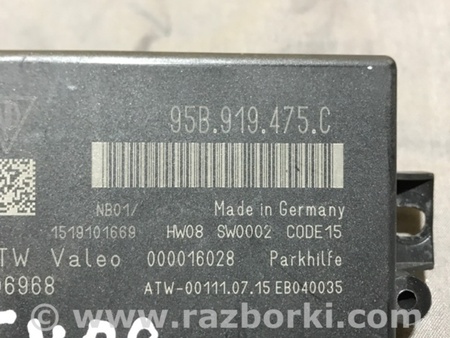 95B.919.475.C
NB01/ Made in Germany
1519101669 HW08 SW0002 CODE15
TW Valeo 000016028 Parkhilfe
06968 ATW-00111.07.15 EB040035
www.razborki.com